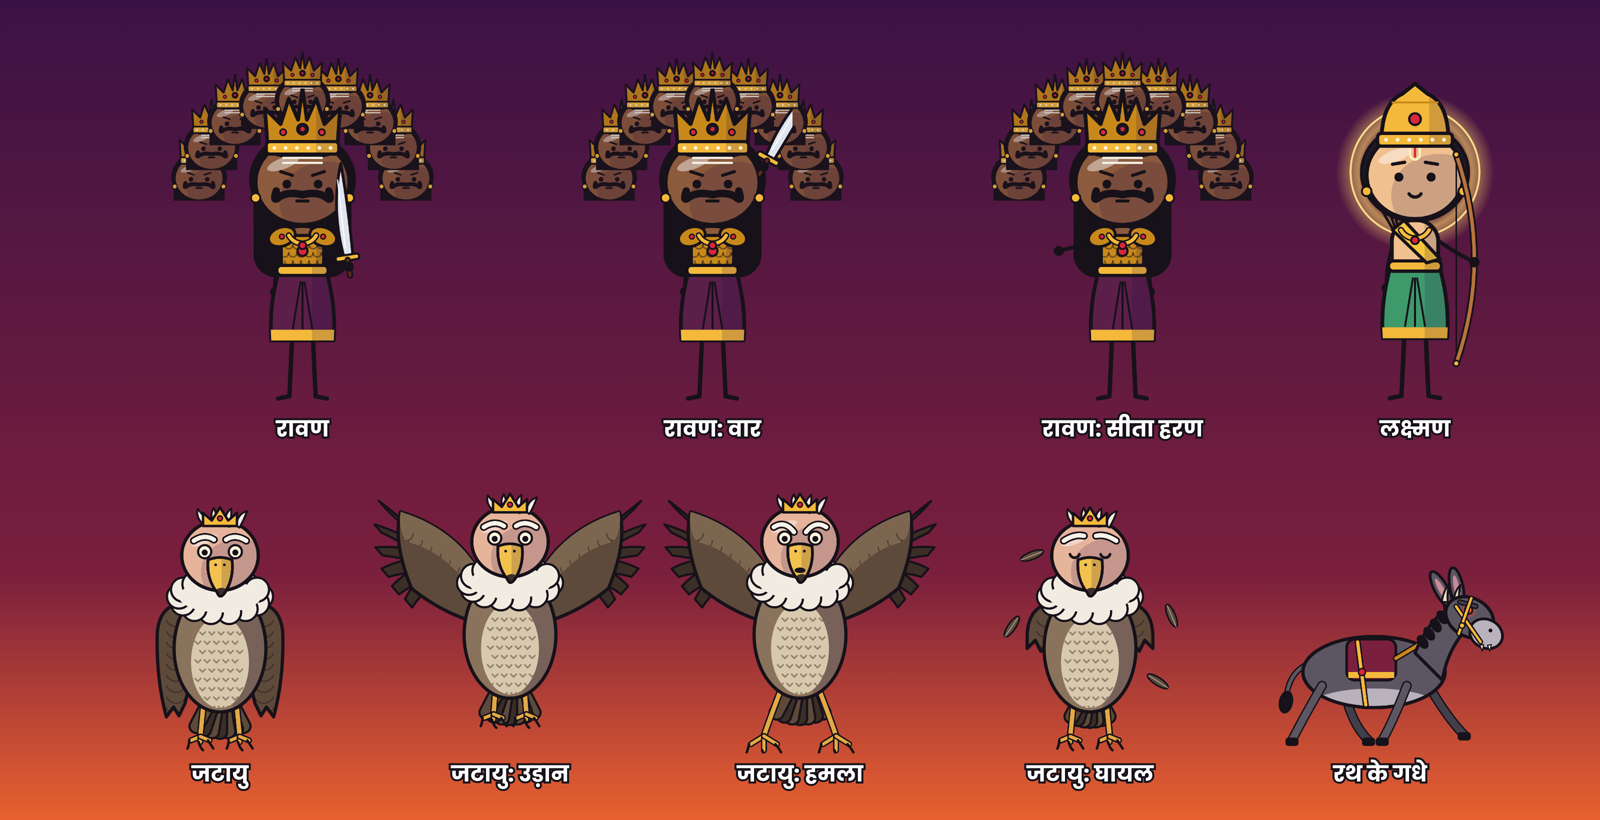 रावण
रावण: वार
रावण: सीता हरण
लक्ष्मण
जटायु
जटायु: उड़ान
जटायु: हमला
जटायु: घायल
रथ के गधे